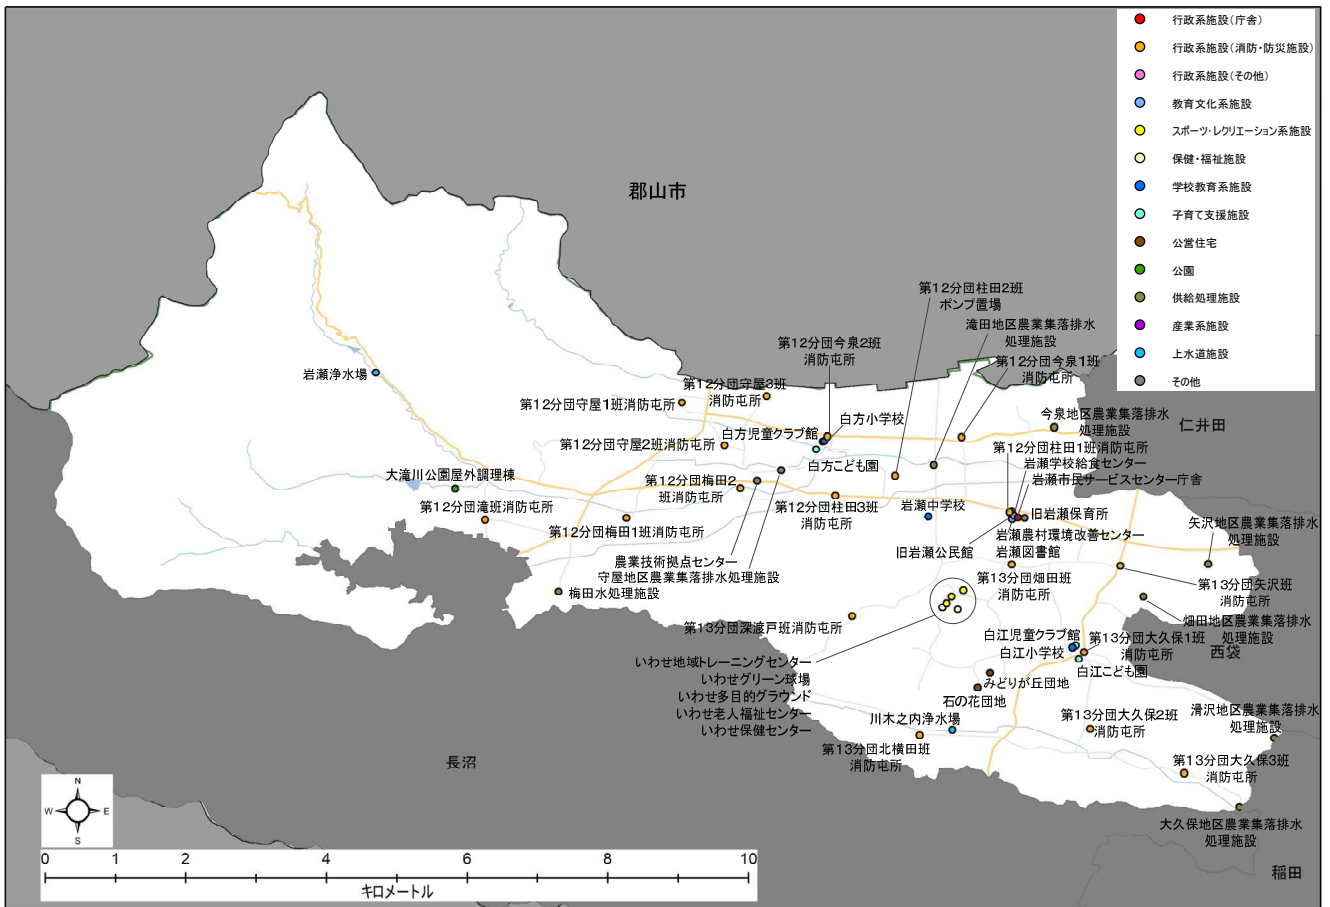 行政系施設(庁舎)
行政系施設(消防・防災施設)
行政系施設(その他)
教育文化系施設
スポーツ・レクリエーション系施設
保健・福祉施設
学校教育系施設
子育て支援施設
公営住宅
公園
供給処理施設
産業系施設
上水道施設
その他
郡山市
第12分団柱田2班
ポンプ置場
滝田地区農業集落排水
処理施設
第12分団今泉2班
消防屯所
第12分団今泉1班
消防屯所
岩瀬浄水場
第12分団守屋3班
消防屯所
第12分団守屋1班消防屯所
白方小学校
今泉地区農業集落排水
処理施設
仁井田
白方児童クラブ館
第12分団守屋2班消防屯所
第12分団柱田1班消防屯所
白方こども園
岩瀬学校給食センター
大滝川公園屋外調理棟
岩瀬市民サービスセンター庁舎
第12分団梅田2
班消防屯所
第12分団滝班消防屯所
第12分団柱田3班
消防屯所
岩瀬中学校
旧岩瀬保育所
矢沢地区農業集落排水
処理施設
第12分団梅田1班消防屯所
岩瀬農村環境改善センター
旧岩瀬公民館
岩瀬図書館
農業技術拠点センター
守屋地区農業集落排水処理施設
第13分団畑田班
消防屯所
第13分団矢沢班
消防屯所
梅田水処理施設
畑田地区農業集落排水
処理施設
第13分団深渡戸班消防屯所
白江児童クラブ館
白江小学校
第13分団大久保1班
消防屯所
西袋
白江こども園
いわせ地域トレーニングセンター
いわせグリーン球場
いわせ多目的グラウンド
いわせ老人福祉センター
いわせ保健センター
みどりが丘団地
石の花団地
川木之内浄水場
第13分団大久保2班
消防屯所
滑沢地区農業集落排水
処理施設
第13分団北横田班
消防屯所
長沼
第13分団大久保3班
消防屯所
大久保地区農業集落排水
処理施設
稲田
N
W E
S
0 1 2 4 6 8 10
キロメートル